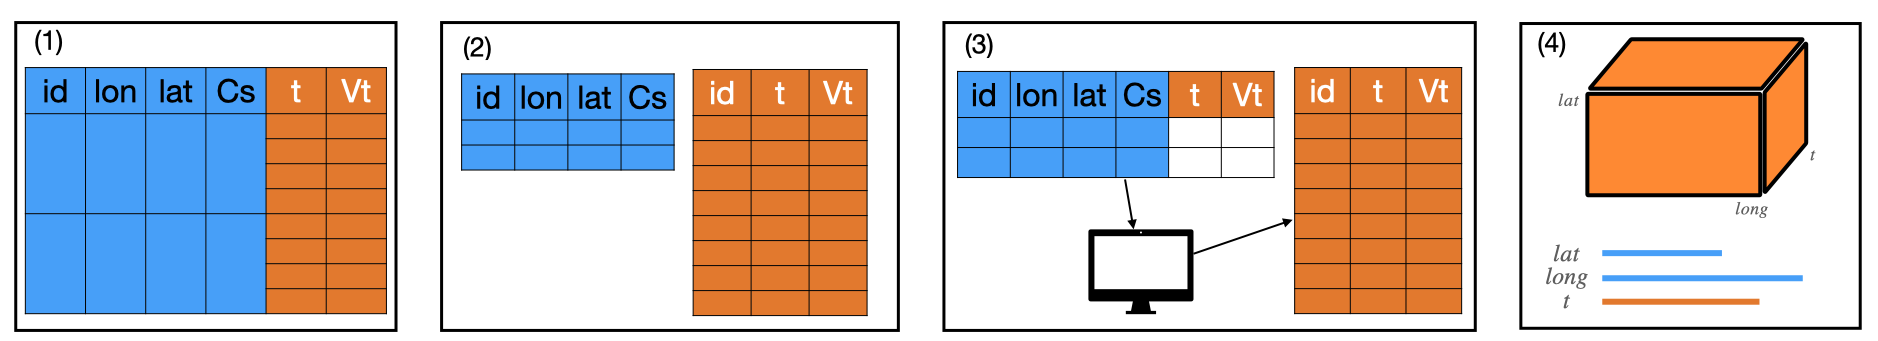 (1)
id lon lat Cs t Vt
(2)
id lon lat Cs
id t Vt
(3)
id lon lat Cs t Vt
id t Vt
(4)
lat
t
long
lat
long
t